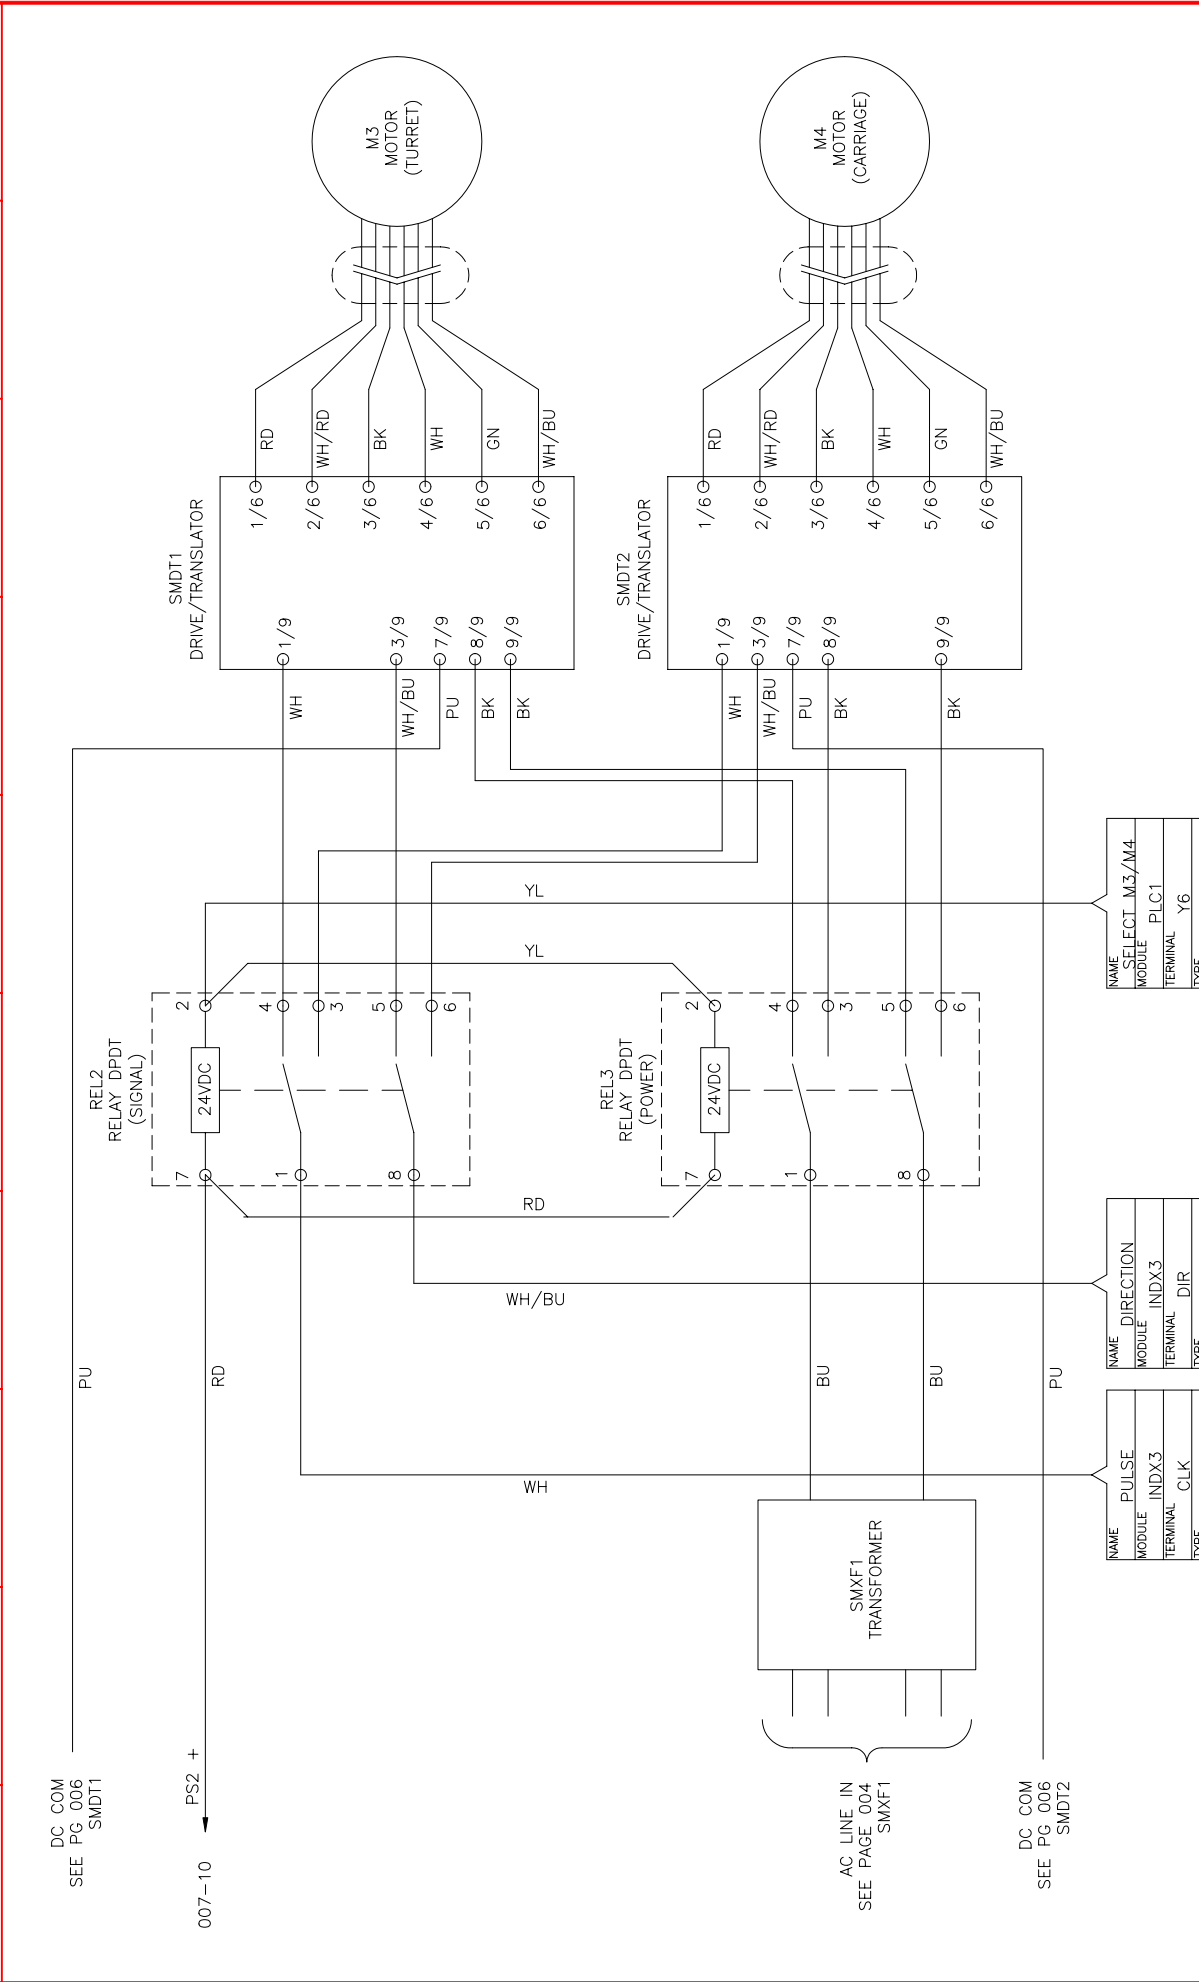 DC COM
SEE PG 006
SMDT1
PU
007-10
PS2 +
RD
REL2
RELAY DPDT
(SIGNAL)
7
24VDC
2
1
4
3
8
5
6
YL
YL
RD
WH/BU
WH
SMDT1
DRIVE/TRANSLATOR
WH
1/9
WH/BU
3/9
PU
7/9
BK
8/9
BK
9/9
1/6
RD
2/6
WH/RD
3/6
BK
4/6
WH
5/6
GN
6/6
WH/BU
M3
MOTOR
(TURRET)
REL3
RELAY DPDT
(POWER)
7
24VDC
2
1
4
3
8
5
6
BU
BU
SMXF1
TRANSFORMER
AC LINE IN
SEE PAGE 004
SMXF1
DC COM
SEE PG 006
SMDT2
PU
SMDT2
DRIVE/TRANSLATOR
WH
1/9
WH/BU
3/9
PU
7/9
BK
8/9
BK
9/9
1/6
RD
2/6
WH/RD
3/6
BK
4/6
WH
5/6
GN
6/6
WH/BU
M4
MOTOR
(CARRIAGE)
NAME
PULSE
MODULE
INDX3
TERMINAL
CLK
TYPE
NAME
DIRECTION
MODULE
INDX3
TERMINAL
DIR
TYPE
NAME
SELECT M3/M4
MODULE
PLC1
TERMINAL
Y6
TYPE